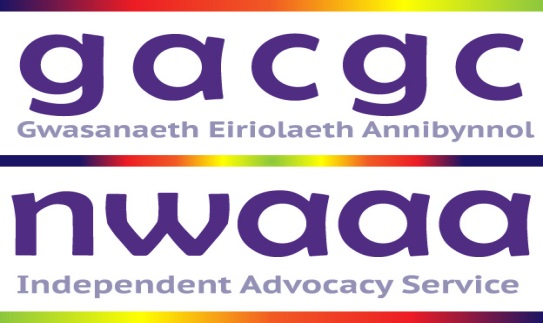 gacgc
Gwasanaeth Eiriolaeth Annibynnol
nwaaa
Independent Advocacy Service